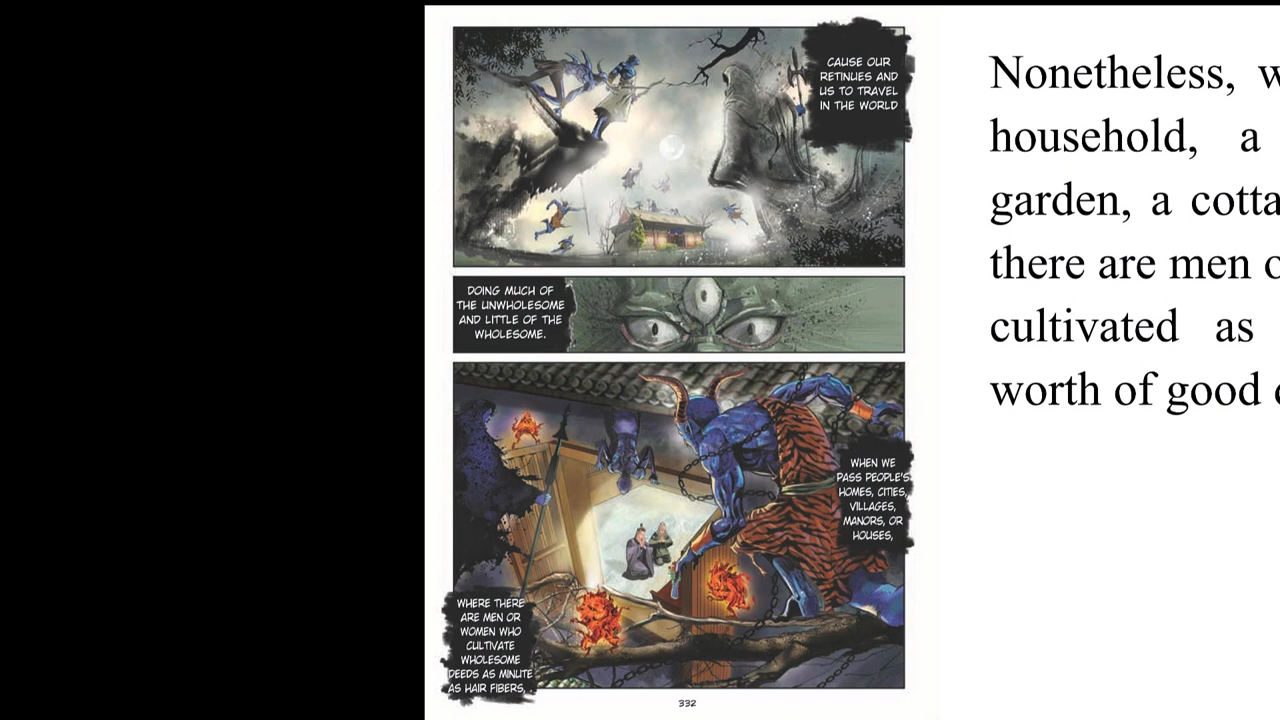 CAUSE OUR
RETINUES AND
US TO TRAVEL
IN THE WORLD
DOING MUCH OF
THE UNWHOLESOME
AND LITTLE OF THE
WHOLESOME.
WHEN WE
PASS PEOPLE'S
HOMES, CITIES,
VILLAGES,
MANORS, OR
HOUSES,
WHERE THERE
ARE MEN OR
WOMEN WHO
CULTIVATE
WHOLESOME
DEEDS AS MINUTE
AS HAIR FIBERS,
332
Nonetheless, w
household, a
garden, a cotta
there are men o
cultivated as
worth of good